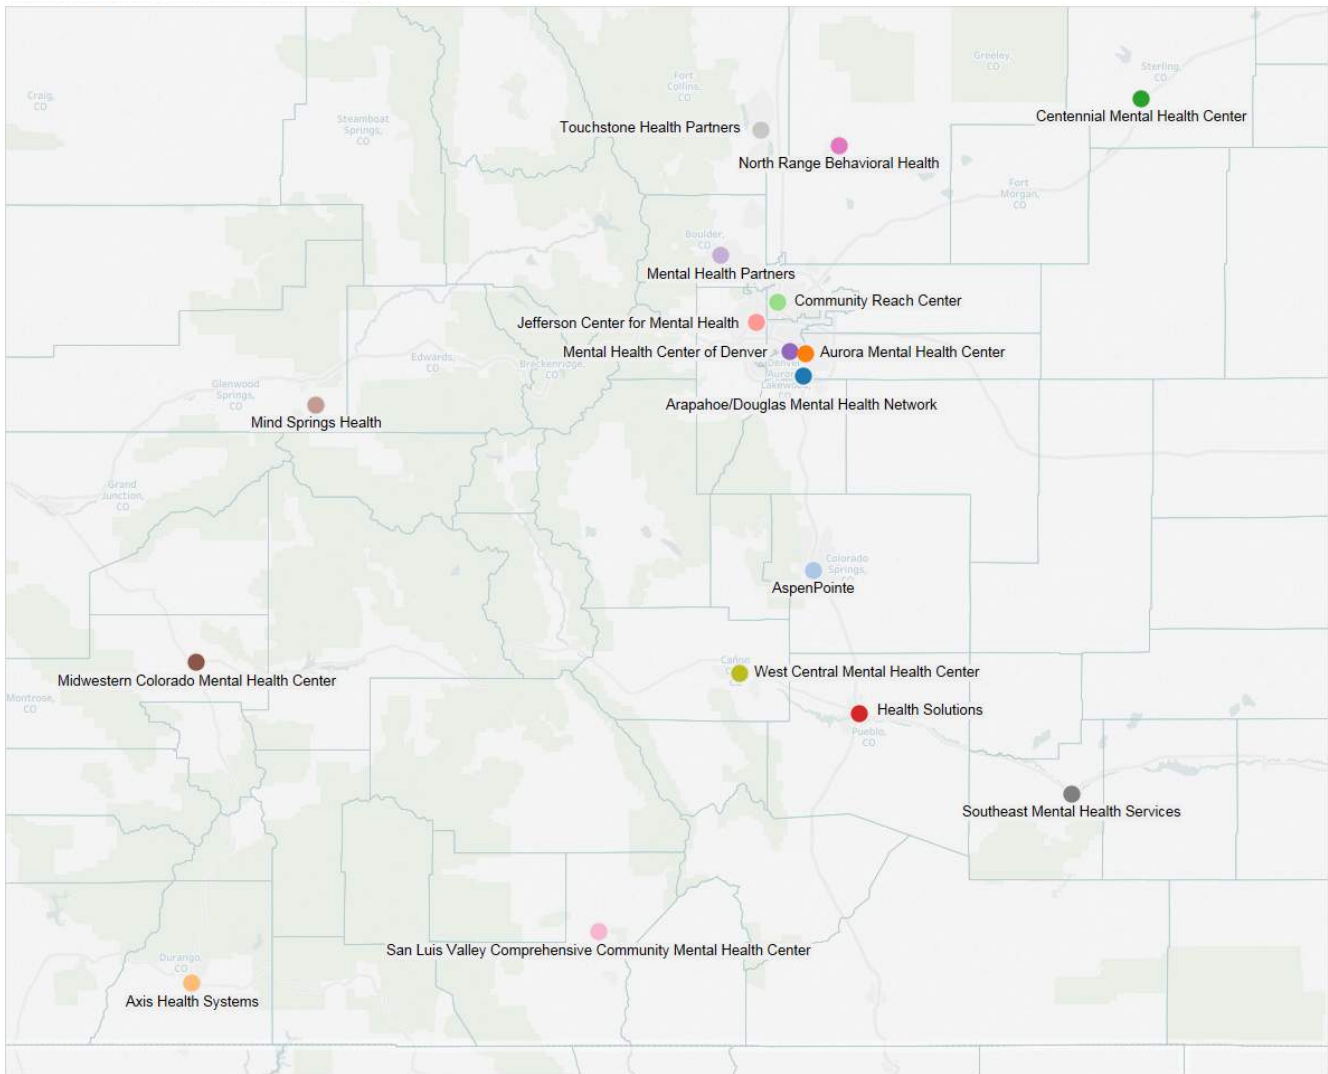 Greeley,
CO
Sterling,
CO
Fort
Collins,
CO
Craig,
CO
Centennial Mental Health Center
Steamboat
Springs,
CO
Touchstone Health Partners
North Range Behavioral Health
Fort
Morgan,
CO
Boulder,
CO
Mental Health Partners
Community Reach Center
Jefferson Center for Mental Health
Mental Health Center of Denver
Aurora Mental Health Center
Edwards,
CO
Breckenridge,
CO
Denver
Aurora
Lakewood,
CO
Glenwood
Springs,
CO
Arapahoe/Douglas Mental Health Network
Mind Springs Health
Grand
Junction,
CO
Colorado
Springs,
CO
AspenPointe
Cañon
West Central Mental Health Center
Midwestern Colorado Mental Health Center
Montrose,
CO
Health Solutions
Pueblo,
CO
Southeast Mental Health Services
San Luis Valley Comprehensive Community Mental Health Center
Durango,
CO
Axis Health Systems